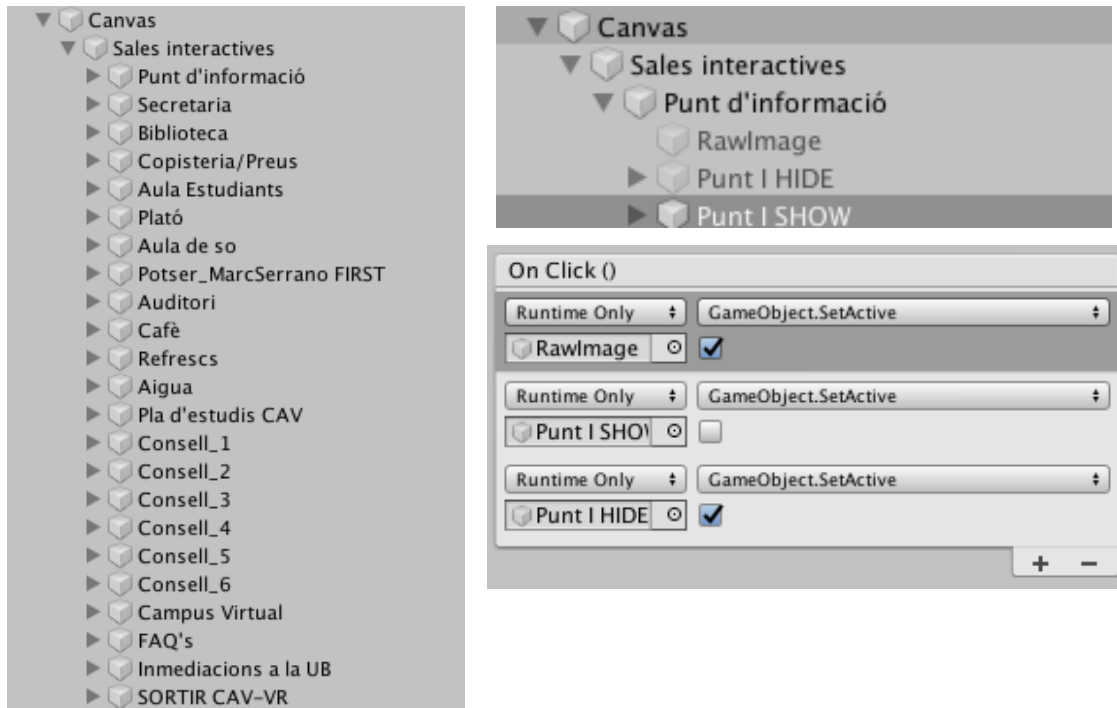 Canvas
Sales interactives
Punt d'informació
Secretaria
Biblioteca
Copisteria/Preus
Aula Estudiants
Plató
Aula de so
Potser_MarcSerrano FIRST
Auditori
Cafè
Refrescs
Aigua
Pla d'estudis CAV
Consell_1
Consell_2
Consell_3
Consell_4
Consell_5
Consell_6
Campus Virtual
FAQ's
Inmediacions a la UB
SORTIR CAV-VR
Canvas
Sales interactives
Punt d'informació
RawImage
Punt I HIDE
Punt I SHOW
On Click ()
Runtime Only GameObject.SetActive
RawImage
Runtime Only GameObject.SetActive
Punt I SHO
Runtime Only GameObject.SetActive
Punt I HIDE
+ -